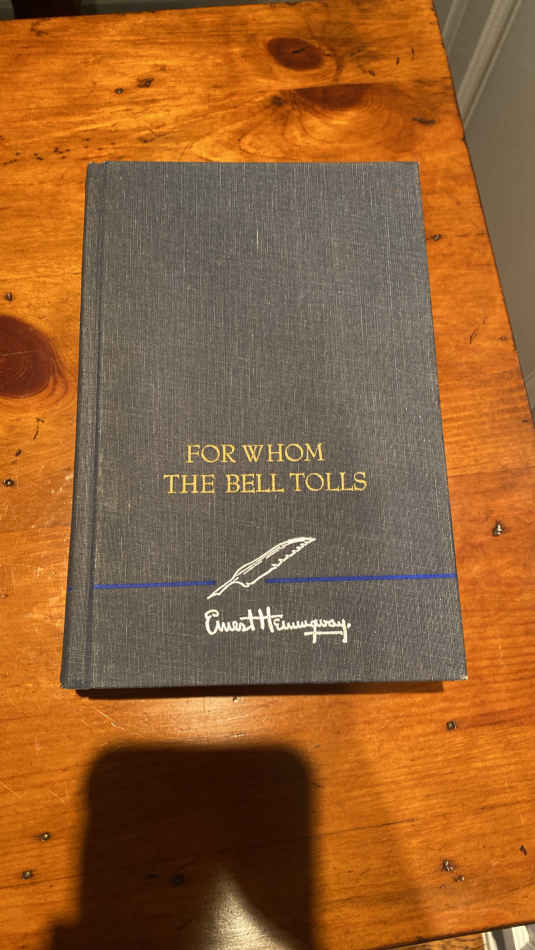 FOR WHOM
THE BELL TOLLS
Ernest Hemingway.